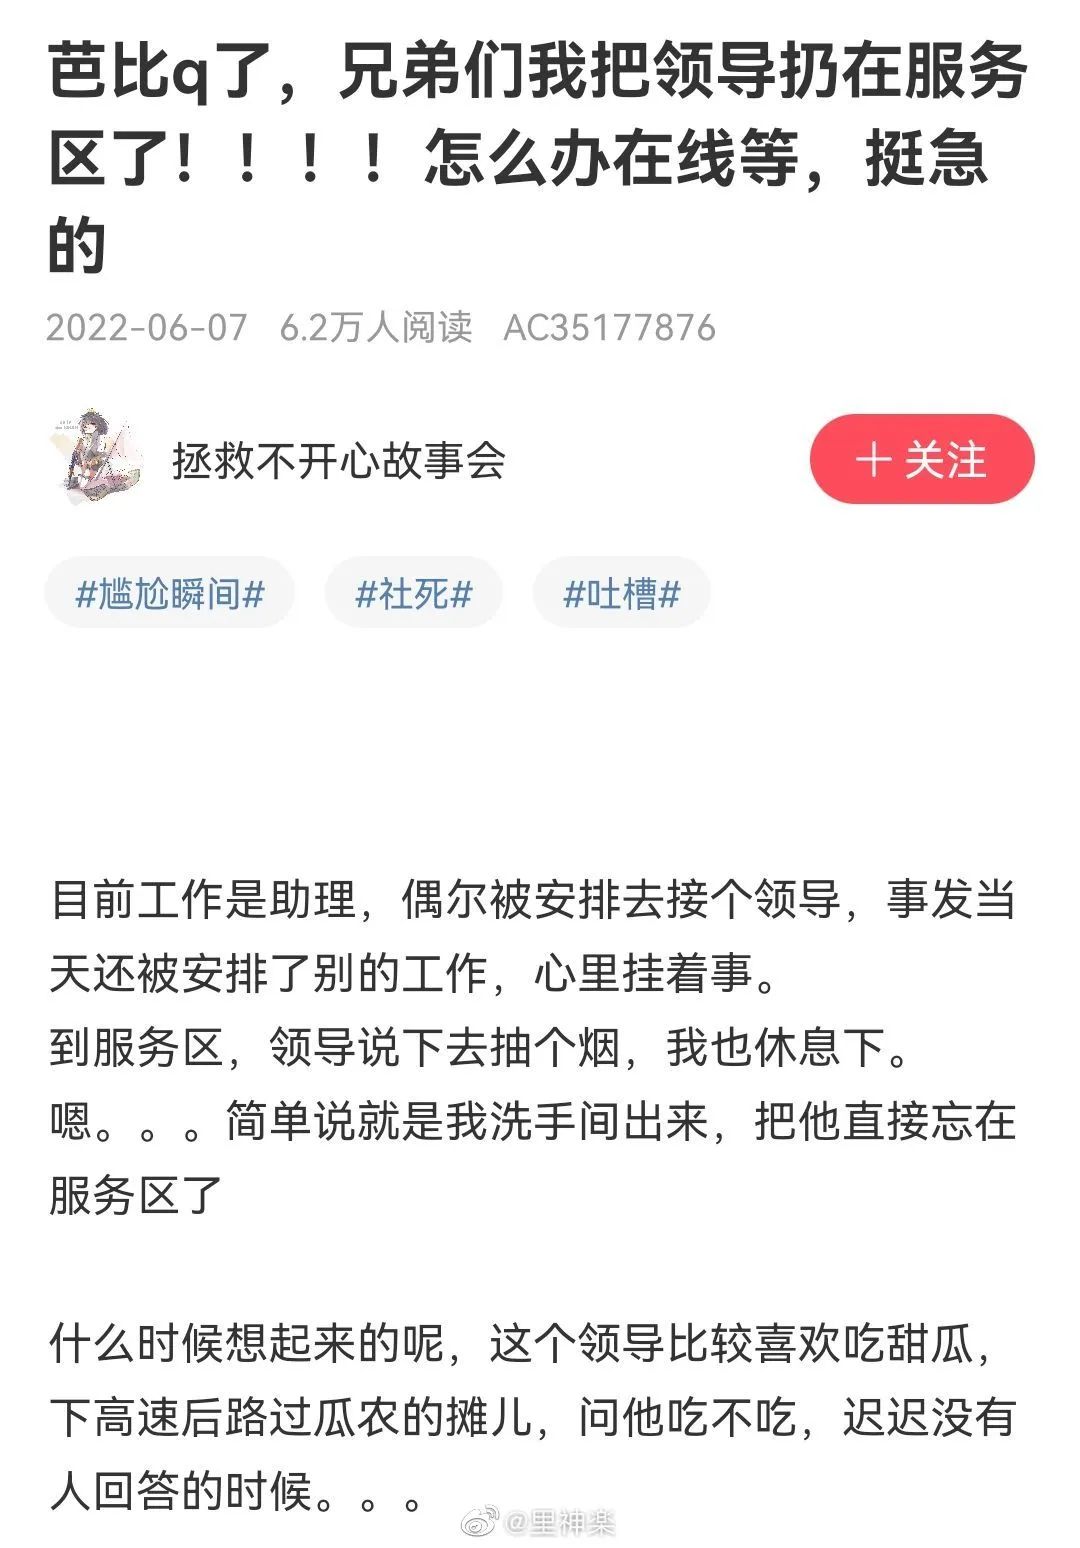 芭比q了，兄弟们我把领导扔在服务
区了！！！！怎么办在线等，挺急
的
2022-06-07 6.2万人阅读 AC35177876
拯救不开心故事会
＋关注
#尴尬瞬间# #社死# #吐槽#
目前工作是助理，偶尔被安排去接个领导，事发当
天还被安排了别的工作，心里挂着事。
到服务区，领导说下去抽个烟，我也休息下。
嗯。。。简单说就是我洗手间出来，把他直接忘在
服务区了
什么时候想起来的呢，这个领导比较喜欢吃甜瓜，
下高速后路过瓜农的摊儿，问他吃不吃，迟迟没有
人回答的时候。。。
@里神楽